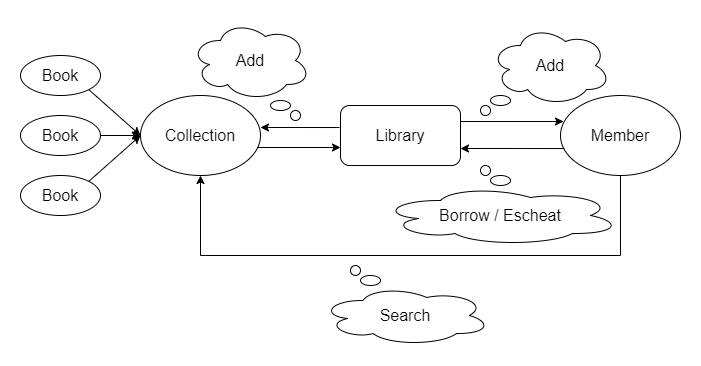 Add
Add
Book
Book
Collection
Library
Member
Book
Borrow / Escheat
Search